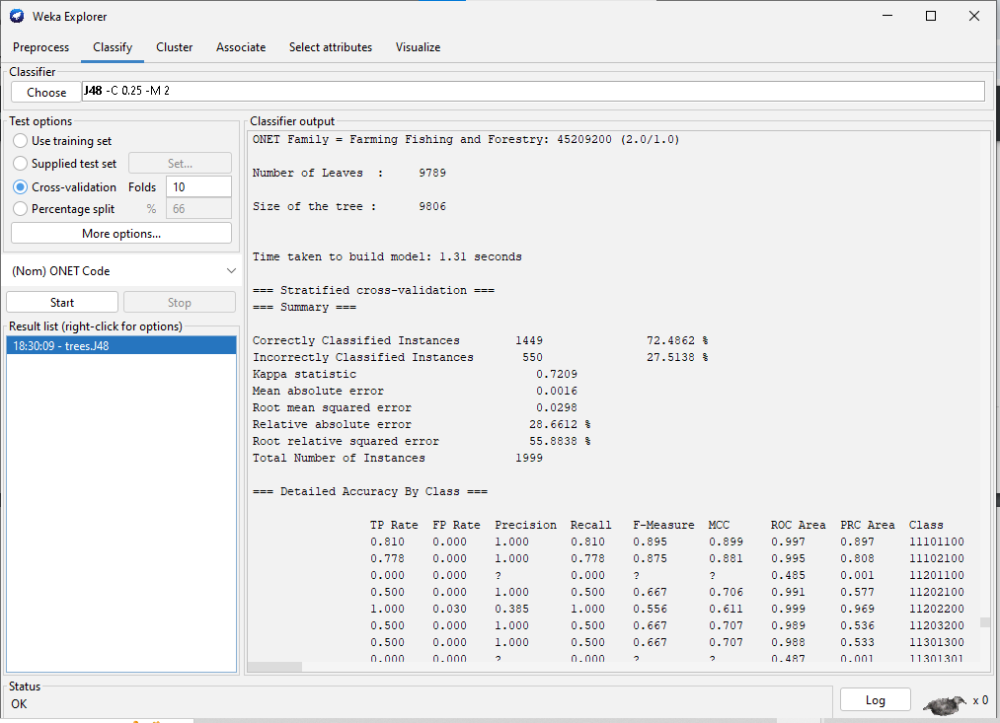 Weka Explorer
Preprocess Classify Cluster Associate Select attributes Visualize
Classifier
Choose J48 -C 0.25 -M 2
Test options
Use training set
Supplied test set Set...
Cross-validation Folds 10
Percentage split % 66
More options...
(Nom) ONET Code
Start Stop
Result list (right-click for options)
18:30:09 - trees.J48
Classifier output
ONET Family = Farming Fishing and Forestry: 45209200 (2.0/1.0)
Number of Leaves : 9789
Size of the tree : 9806
Time taken to build model: 1.31 seconds
=== Stratified cross-validation ===
=== Summary ===
Correctly Classified Instances 1449 72.4862 %
Incorrectly Classified Instances 550 27.5138 %
Kappa statistic 0.7209
Mean absolute error 0.0016
Root mean squared error 0.0298
Relative absolute error 28.6612 %
Root relative squared error 55.8838 %
Total Number of Instances 1999
=== Detailed Accuracy By Class ===
TP Rate FP Rate Precision Recall F-Measure MCC ROC Area PRC Area Class
0.810 0.000 1.000 0.810 0.895 0.899 0.997 0.897 11101100
0.778 0.000 1.000 0.778 0.875 0.881 0.995 0.808 11102100
0.000 0.000 ? 0.000 ? ? 0.485 0.001 11201100
0.500 0.000 1.000 0.500 0.667 0.706 0.991 0.577 11202100
1.000 0.030 0.385 1.000 0.556 0.611 0.999 0.969 11202200
0.500 0.000 1.000 0.500 0.667 0.707 0.989 0.536 11203200
0.500 0.000 1.000 0.500 0.667 0.707 0.988 0.533 11301300
0.000 0.000 ? 0.000 ? ? 0.487 0.001 11301301
Status
OK
Log x 0